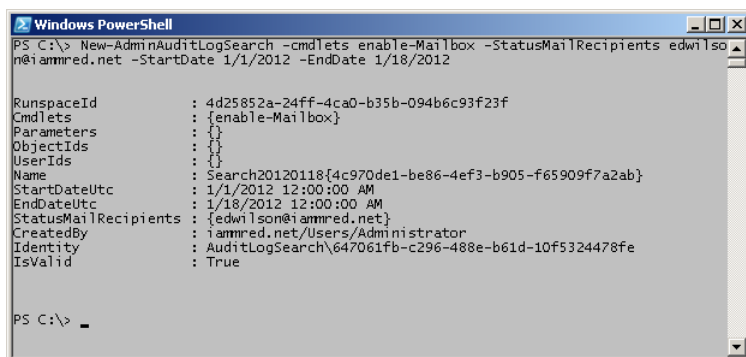 Windows PowerShell
PS C:\> New-AdminAuditLogSearch -cmdlets enable-Mailbox -StatusMailRecipients edwilso
n@iammred.net -StartDate 1/1/2012 -EndDate 1/18/2012
RunspaceId : 4d25852a-24ff-4ca0-b35b-094b6c93f23f
Cmdlets : {enable-Mailbox}
Parameters : {}
ObjectIds : {}
UserIds : {}
Name : Search20120118{4c970de1-be86-4ef3-b905-f65909f7a2ab}
StartDateUtc : 1/1/2012 12:00:00 AM
EndDateUtc : 1/18/2012 12:00:00 AM
StatusMailRecipients : {edwilson@iammred.net}
CreatedBy : iammred.net/Users/Administrator
Identity : AuditLogSearch\647061fb-c296-488e-b61d-10f5324478fe
IsValid : True
PS C:\> _